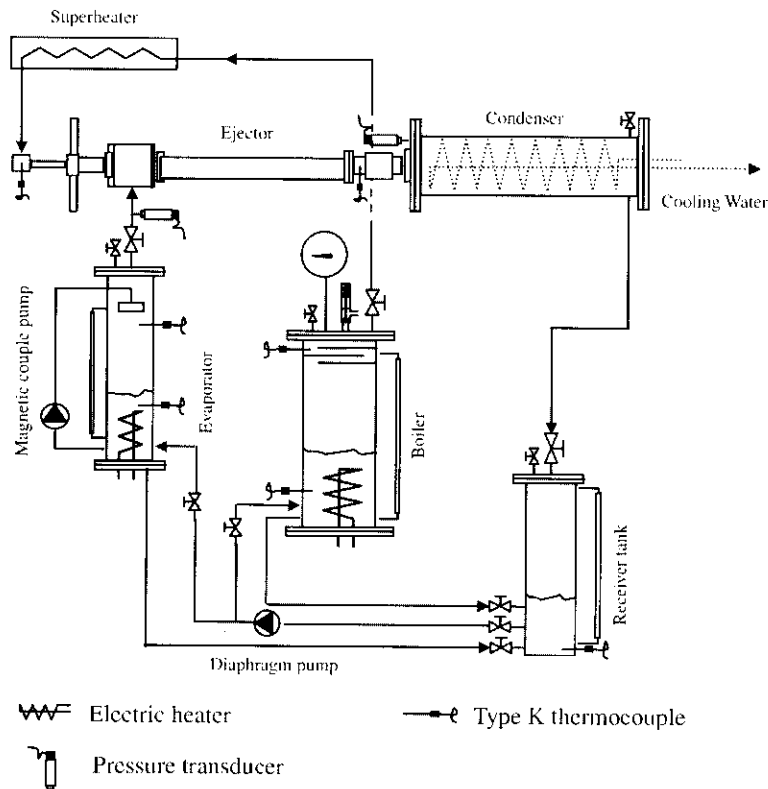 Superheater
Ejector
Condenser
Cooling Water
Magnetic couple pump
Evaporator
Boiler
Receiver tank
Diaphragm pump
Electric heater
Type K thermocouple
Pressure transducer